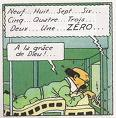 Neuf.. Huit.. Sept... Six..
Cinq... Quatre... Trois...
Deux... Une... ZÉRO....
A la grâce
de Dieu!...